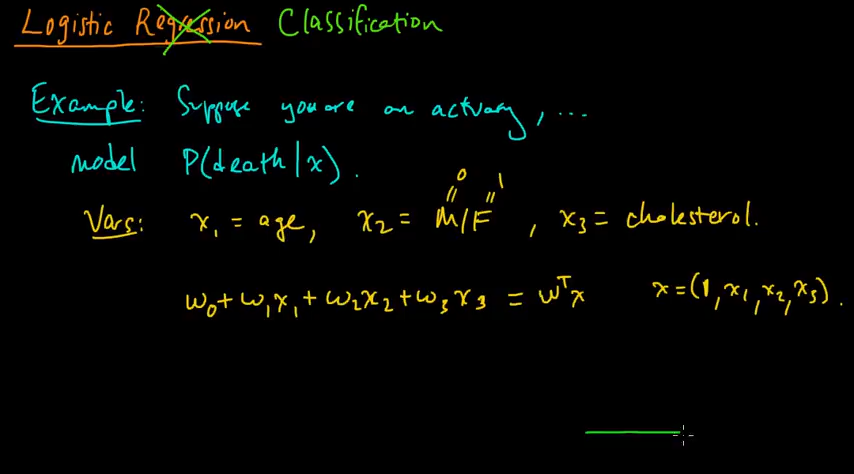 Logistic Regression Classification
Example: Suppose you are an actuary, ...
model P(death|x).
0 1
Vars: x₁ = age, x₂ = M/F, x₃ = cholesterol.
w₀ + w₁x₁ + w₂x₂ + w₃x₃ = wᵀx x = (1, x₁, x₂, x₃).